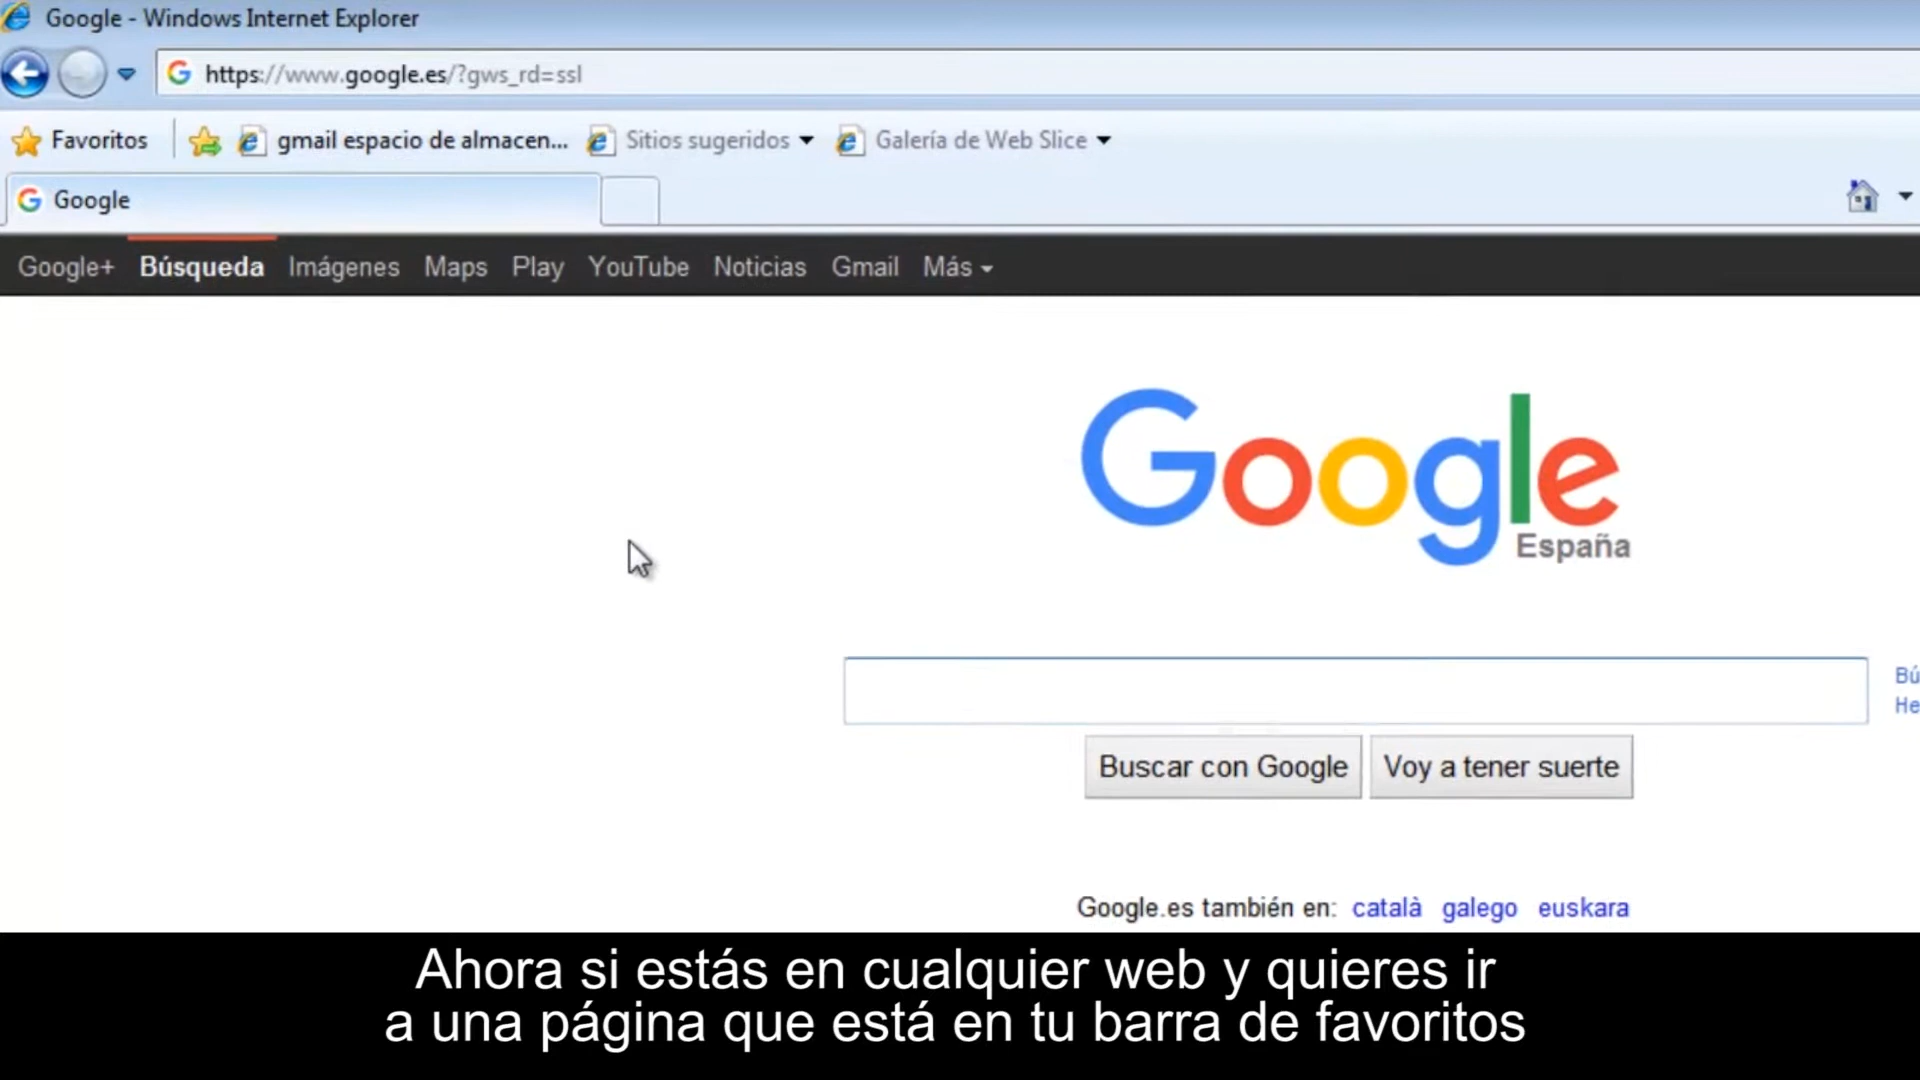 Google - Windows Internet Explorer
https://www.google.es/?gws_rd=ssl
Favoritos gmail espacio de almacen... Sitios sugeridos Galería de Web Slice
Google
Google+ Búsqueda Imágenes Maps Play YouTube Noticias Gmail Más
Google
España
Bú
He
Buscar con Google Voy a tener suerte
Google.es también en: català galego euskara
Ahora si estás en cualquier web y quieres ir
a una página que está en tu barra de favoritos